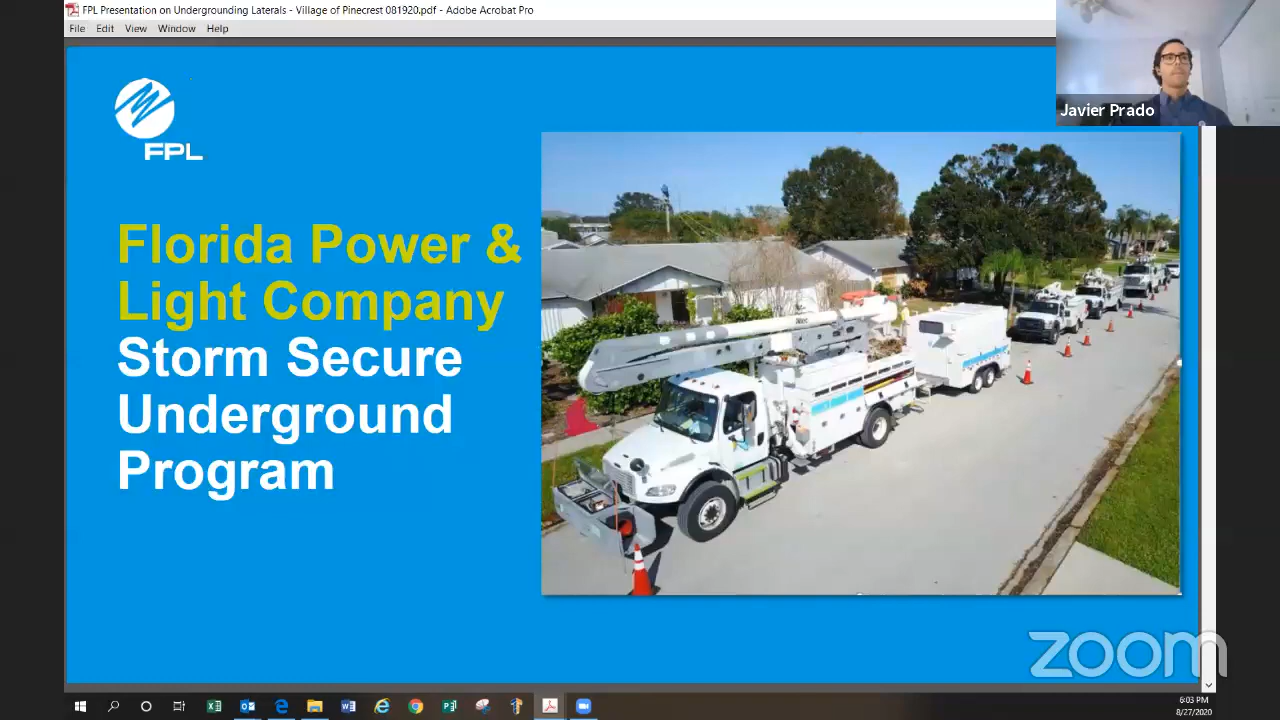 FPL Presentation on Undergrounding Laterals - Village of Pinecrest 081920.pdf - Adobe Acrobat Pro
File Edit View Window Help
Javier Prado
FPL
Florida Power &
Light Company
Storm Secure
Underground
Program
zoom
6:03 PM
8/27/2020